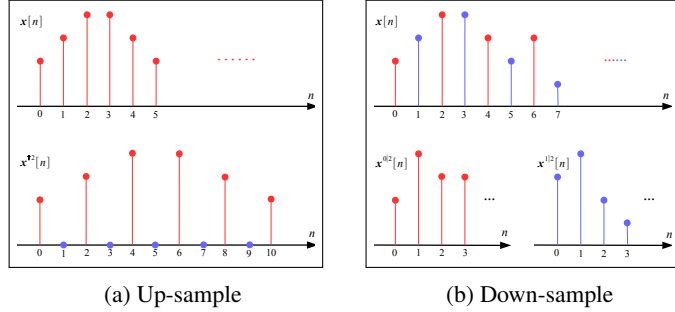 x[n]
......
n
0 1 2 3 4 5
x↑2[n]
n
0 1 2 3 4 5 6 7 8 9 10
(a) Up-sample
x[n]
......
n
0 1 2 3 4 5 6 7
x0|2[n]
...
n
0 1 2 3
x1|2[n]
...
n
0 1 2 3
(b) Down-sample